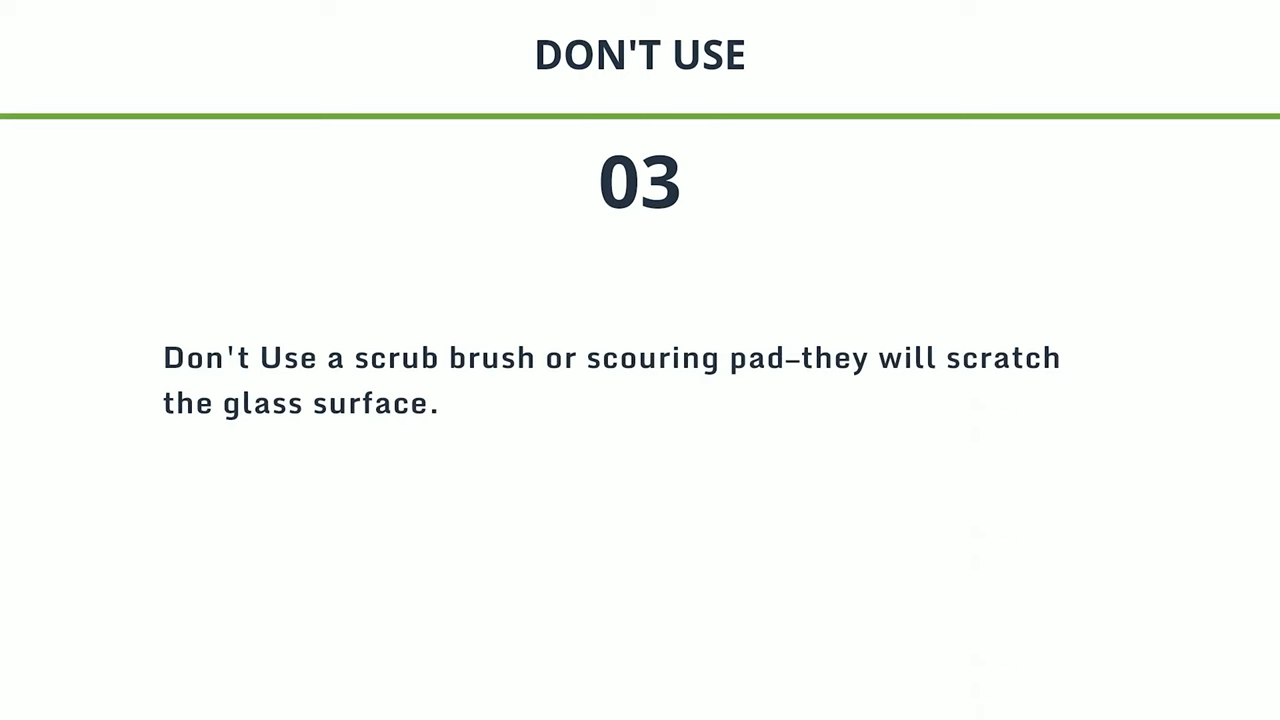 DON'T USE
03
Don't Use a scrub brush or scouring pad–they will scratch
the glass surface.